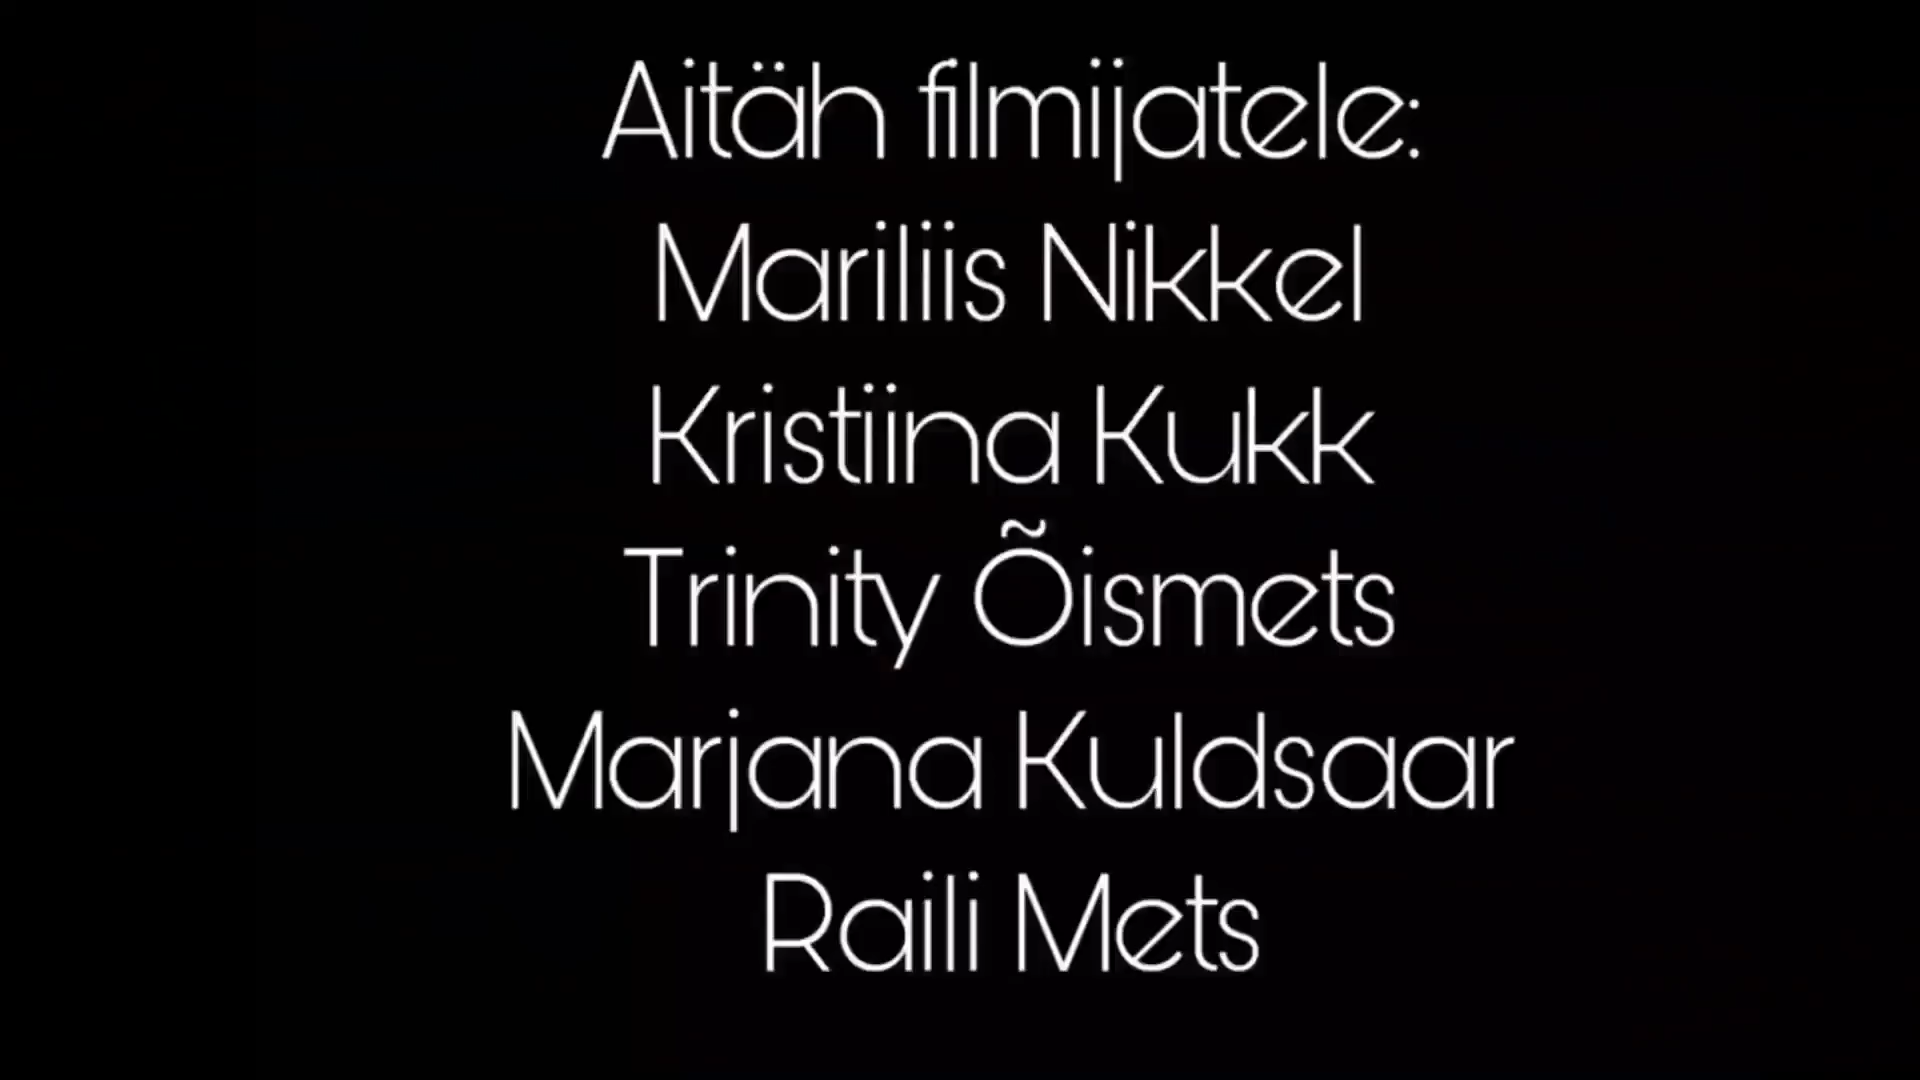 Aitäh filmijatele:
Mariliis Nikkel
Kristiina Kukk
Trinity Õismets
Marjana Kuldsaar
Raili Mets